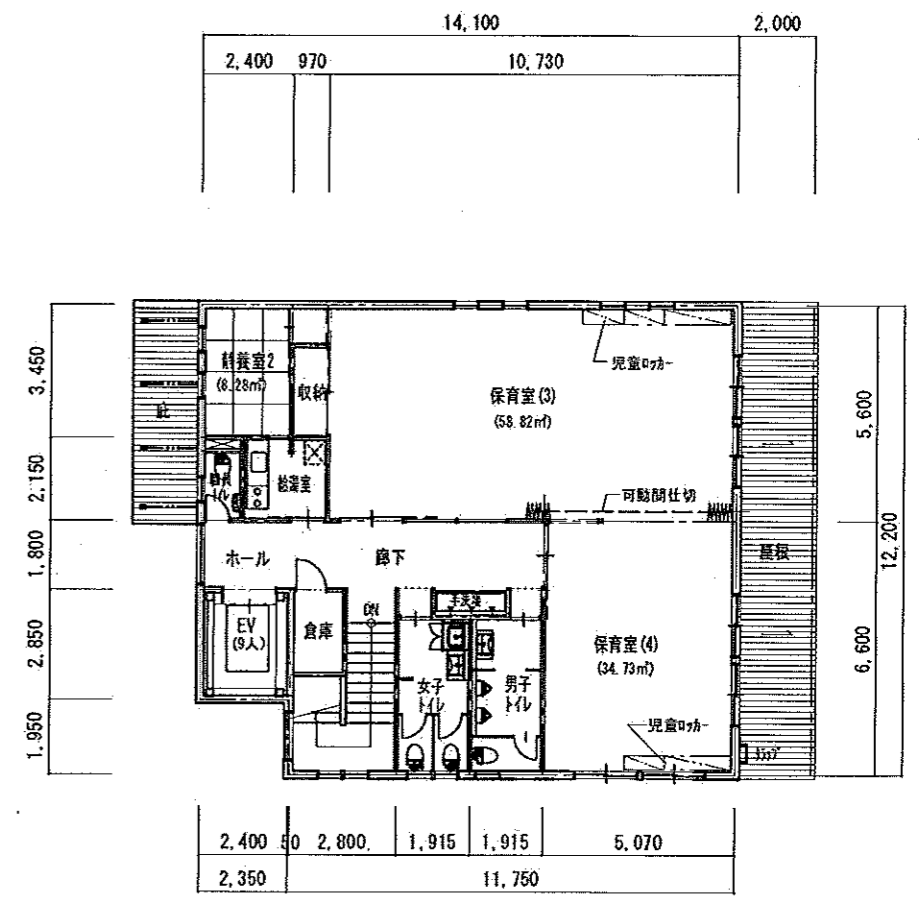 14,100
2,000
2,400
970
10,730
3,450
2,150
1,800
2,850
1,950
静養室2
(8.28㎡)
収納
保育室(3)
(58.82㎡)
児童ロッカー
庇
トイレ
給湯室
可動間仕切
5,600
12,200
6,600
ホール
廊下
屋根
EV
(9人)
倉庫
DN
手洗場
女子
トイレ
男子
トイレ
保育室(4)
(34.73㎡)
児童ロッカー
2,400
50
2,800
1,915
1,915
5,070
2,350
11,750